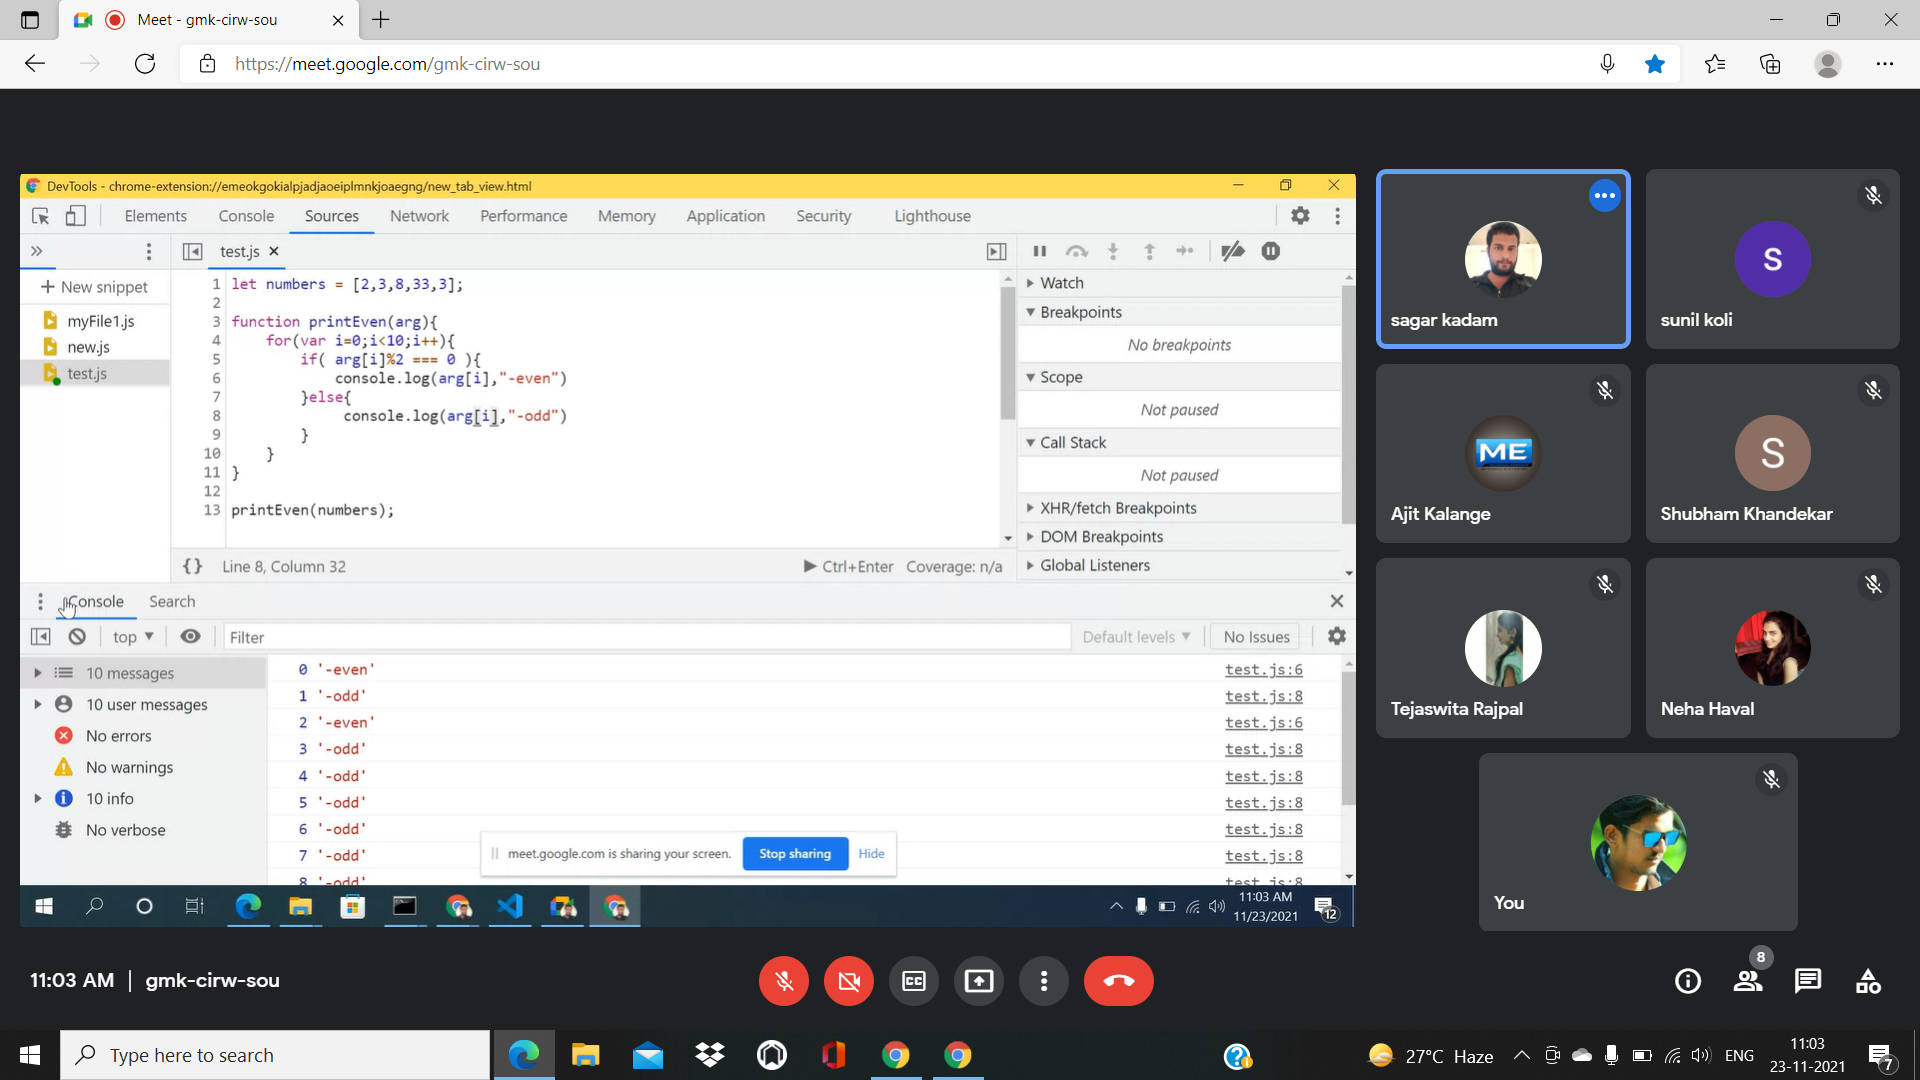 Meet - gmk-cirw-sou
https://meet.google.com/gmk-cirw-sou
DevTools - chrome-extension://emeokgokialpjadjaoeiplmnkjoaegng/new_tab_view.html
Elements Console Sources Network Performance Memory Application Security Lighthouse
test.js
+ New snippet
myFile1.js
new.js
test.js
1 let numbers = [2,3,8,33,3];
2
3 function printEven(arg){
4 for(var i=0;i<10;i++){
5 if( arg[i]%2 === 0 ){
6 console.log(arg[i],"-even")
7 }else{
8 console.log(arg[i],"-odd")
9 }
10 }
11 }
12
13 printEven(numbers);
{} Line 8, Column 32 Ctrl+Enter Coverage: n/a
Watch
Breakpoints
No breakpoints
Scope
Not paused
Call Stack
Not paused
XHR/fetch Breakpoints
DOM Breakpoints
Global Listeners
Console Search
top Filter Default levels No Issues
10 messages
10 user messages
No errors
No warnings
10 info
No verbose
0 '-even' test.js:6
1 '-odd' test.js:8
2 '-even' test.js:6
3 '-odd' test.js:8
4 '-odd' test.js:8
5 '-odd' test.js:8
6 '-odd' test.js:8
7 '-odd' test.js:8
8 '-odd' test.js:8
meet.google.com is sharing your screen. Stop sharing Hide
11:03 AM
11/23/2021
12
sagar kadam
S
sunil koli
ME
Ajit Kalange
S
Shubham Khandekar
Tejaswita Rajpal
Neha Haval
You
11:03 AM | gmk-cirw-sou
CC
8
Type here to search
27°C Haze
ENG
11:03
23-11-2021
7